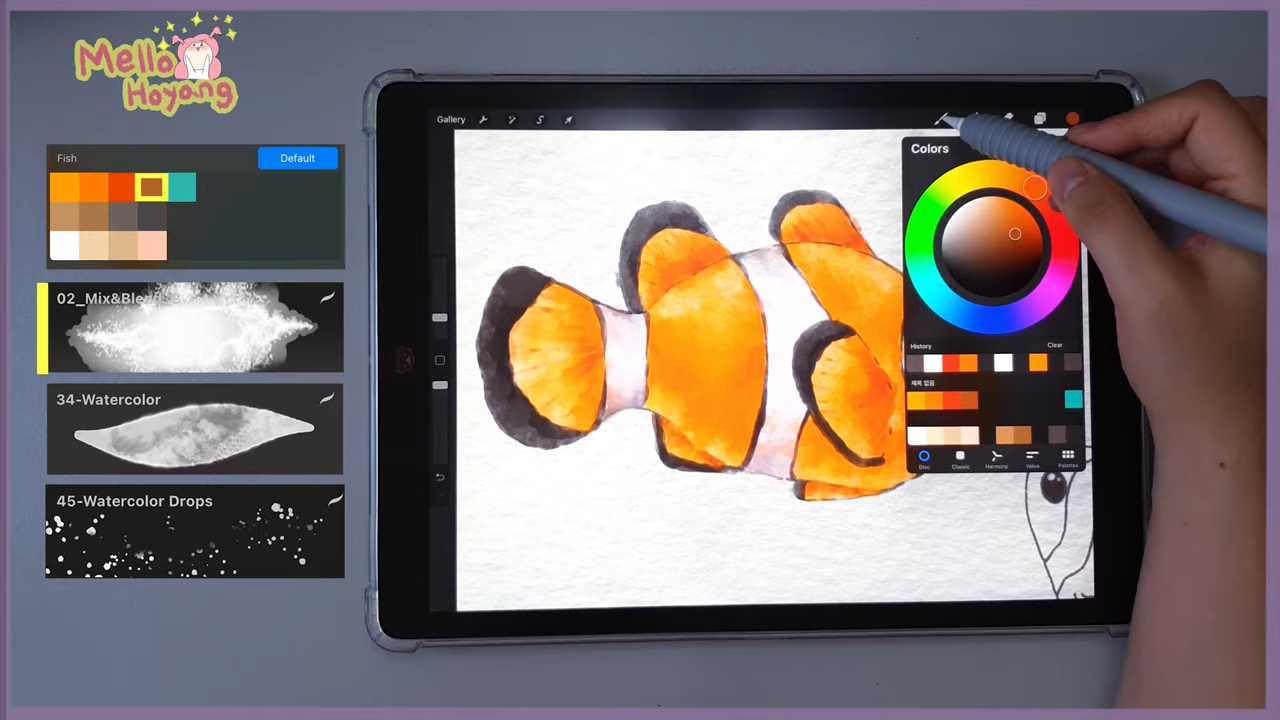 Mello
Hoyang
Fish
Default
02_Mix&Blend
34-Watercolor
45-Watercolor Drops
Gallery
Colors
History
Clear
제목 없음
Disc
Classic
Harmony
Value
Palettes